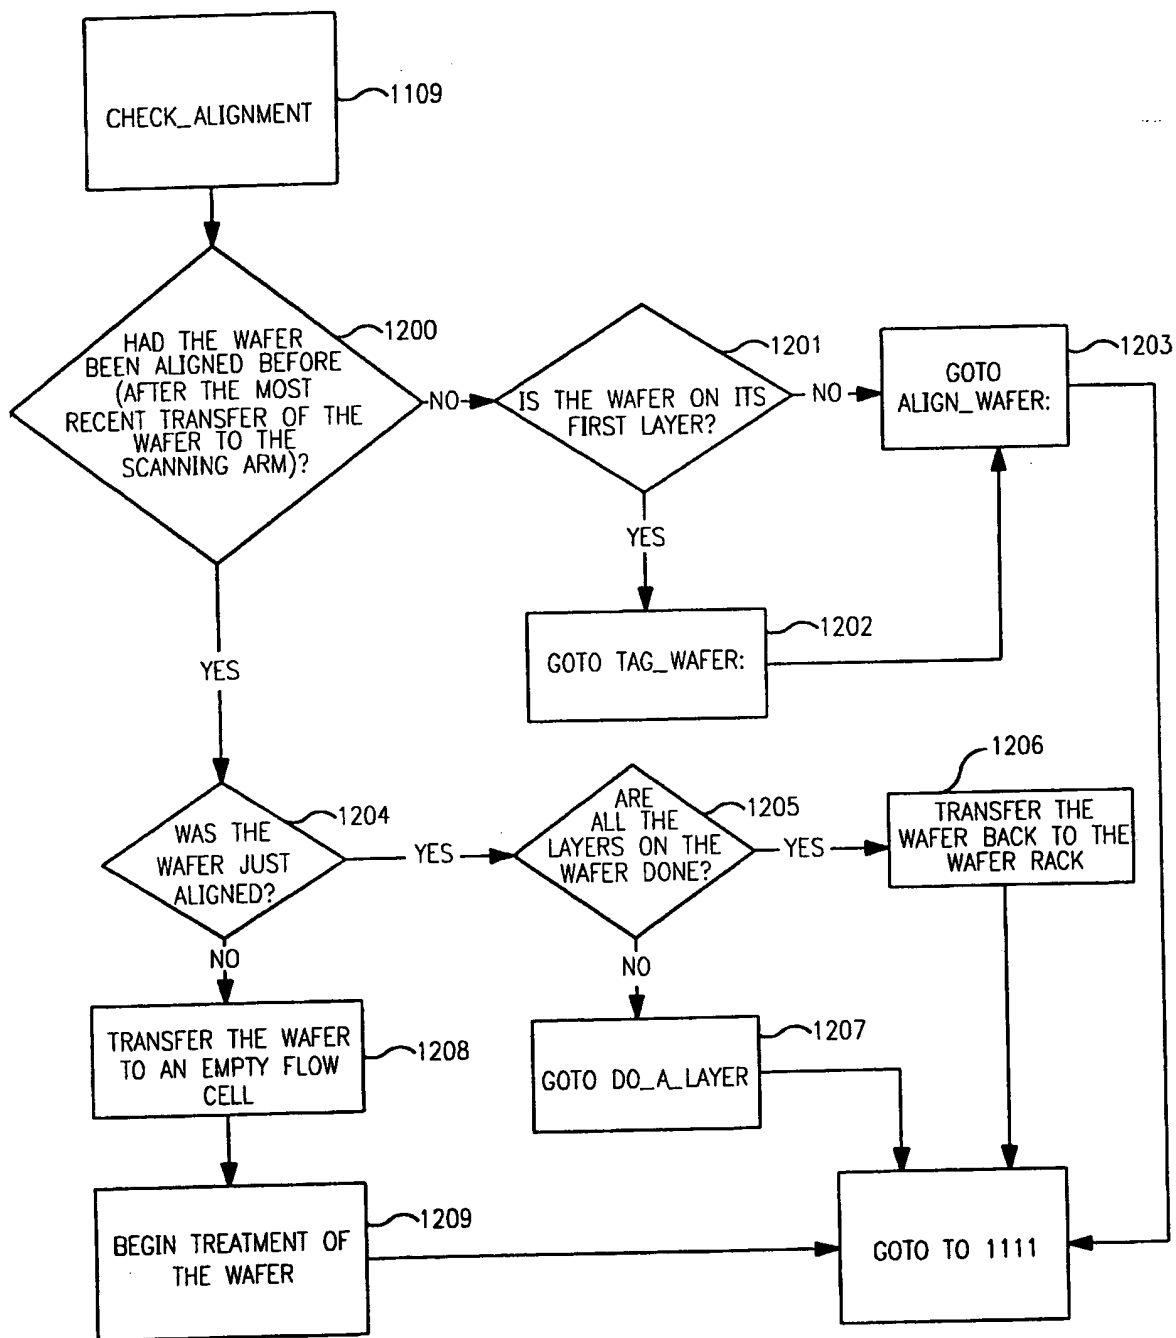 CHECK_ALIGNMENT
1109
HAD THE WAFER
BEEN ALIGNED BEFORE
(AFTER THE MOST
RECENT TRANSFER OF THE
WAFER TO THE
SCANNING ARM)?
1200
NO
IS THE WAFER ON ITS
FIRST LAYER?
1201
NO
GOTO
ALIGN_WAFER:
1203
YES
GOTO TAG_WAFER:
1202
YES
WAS THE
WAFER JUST
ALIGNED?
1204
YES
ARE
ALL THE
LAYERS ON THE
WAFER DONE?
1205
YES
TRANSFER THE
WAFER BACK TO THE
WAFER RACK
1206
NO
NO
TRANSFER THE WAFER
TO AN EMPTY FLOW
CELL
1208
GOTO DO_A_LAYER
1207
BEGIN TREATMENT OF
THE WAFER
1209
GOTO TO 1111